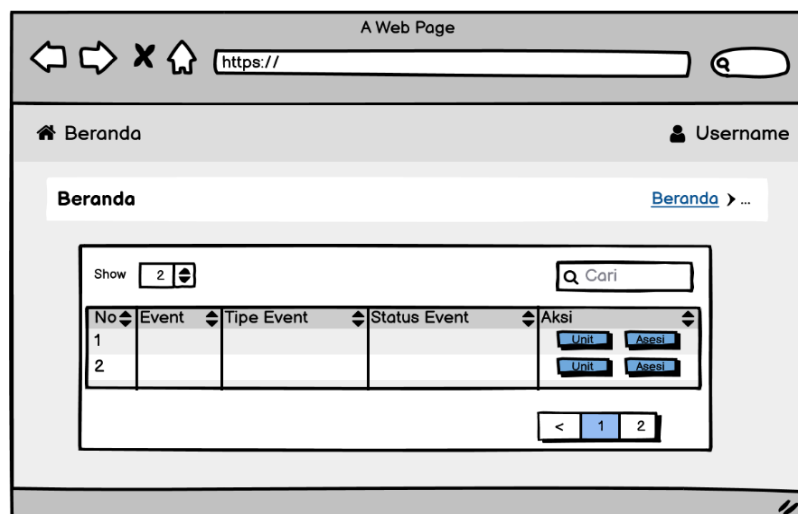 A Web Page
https://
Beranda Username
Beranda Beranda ...
Show 2 Cari
No Event Tipe Event Status Event Aksi
1 Unit Asesi
2 Unit Asesi
< 1 2